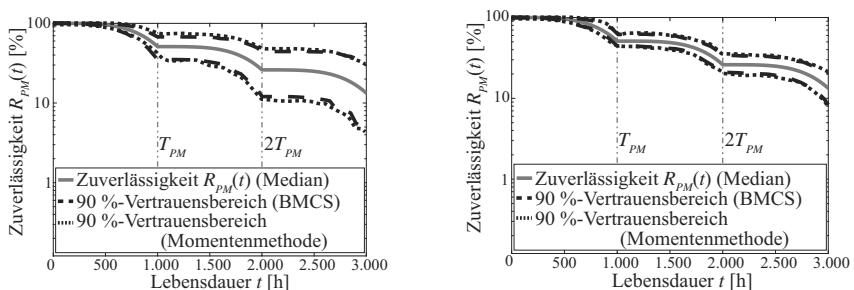 100
10
1
Zuverlässigkeit R_PM(t) [%]
T_PM
2T_PM
Zuverlässigkeit R_PM(t) (Median)
90 %-Vertrauensbereich (BMCS)
90 %-Vertrauensbereich
(Momentenmethode)
0 500 1.000 1.500 2.000 2.500 3.000
Lebensdauer t [h]
100
10
1
Zuverlässigkeit R_PM(t) [%]
T_PM
2T_PM
Zuverlässigkeit R_PM(t) (Median)
90 %-Vertrauensbereich (BMCS)
90 %-Vertrauensbereich
(Momentenmethode)
0 500 1.000 1.500 2.000 2.500 3.000
Lebensdauer t [h]